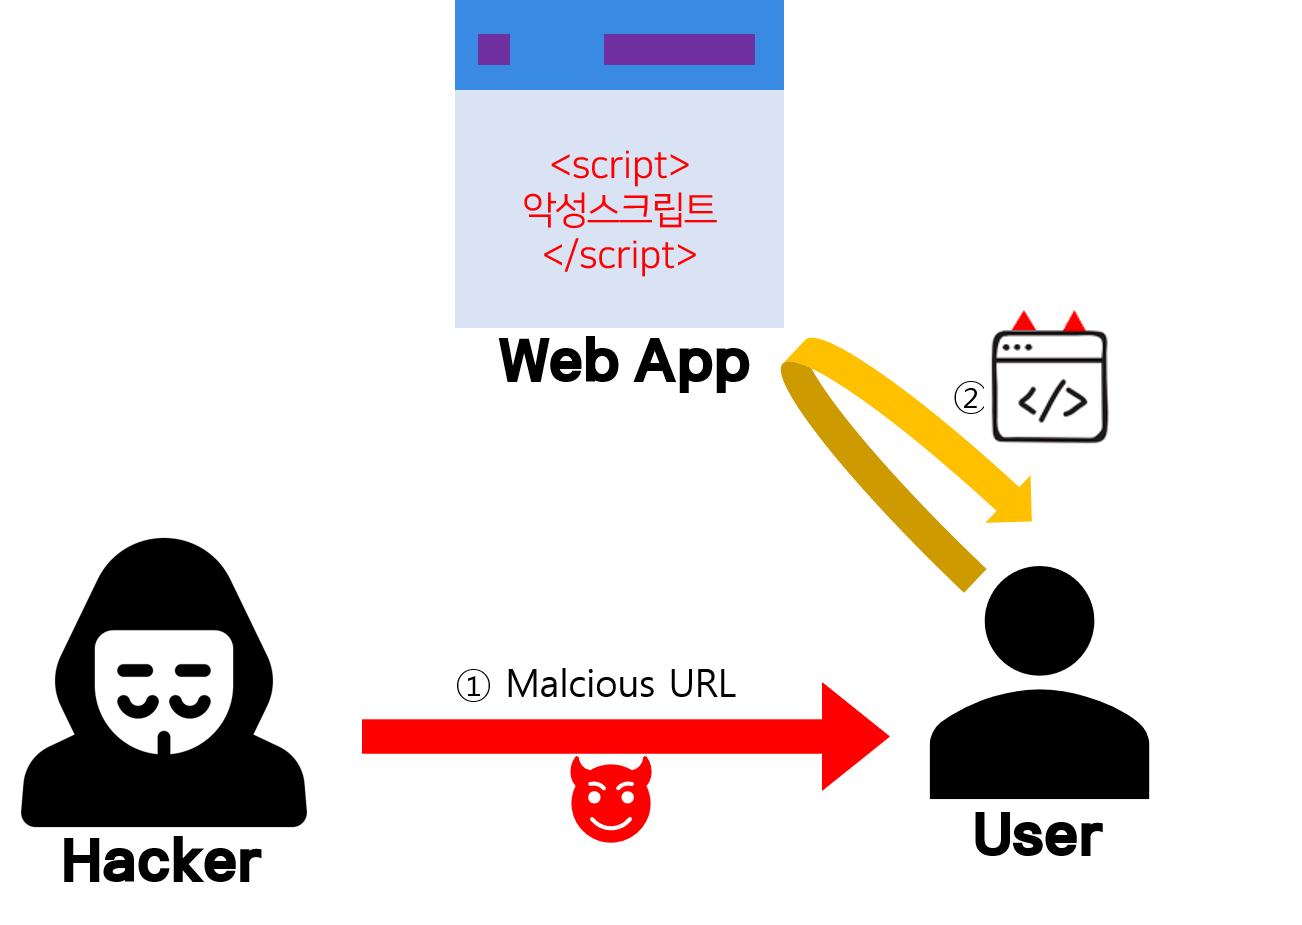 <script>
악성스크립트
</script>
Web App
②
</>
① Malcious URL
Hacker
User